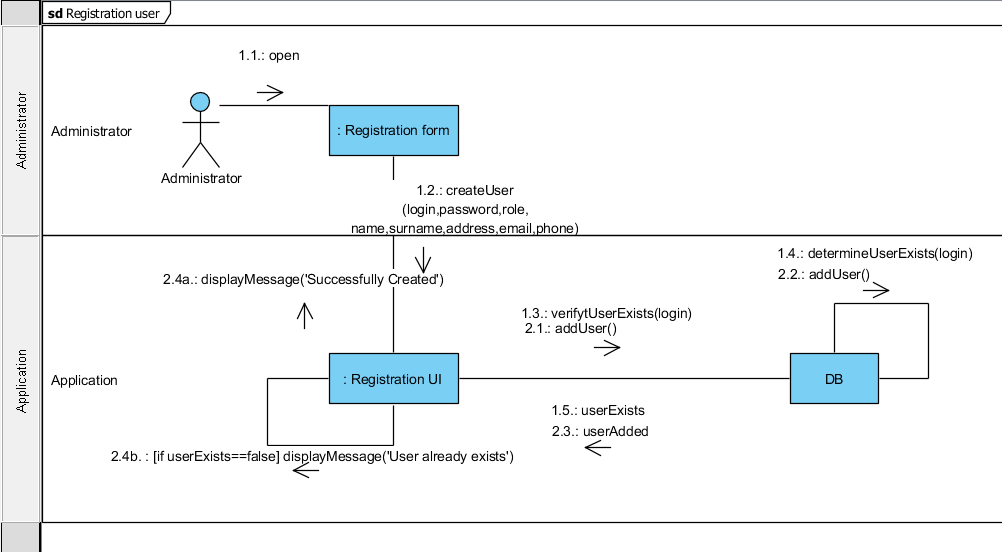 sd Registration user
Administrator
Administrator
Administrator
1.1.: open
: Registration form
1.2.: createUser
(login,password,role,
name,surname,address,email,phone)
Application
Application
2.4a.: displayMessage('Successfully Created')
1.3.: verifytUserExists(login)
2.1.: addUser()
1.4.: determineUserExists(login)
2.2.: addUser()
: Registration UI
DB
1.5.: userExists
2.3.: userAdded
2.4b. : [if userExists==false] displayMessage('User already exists')